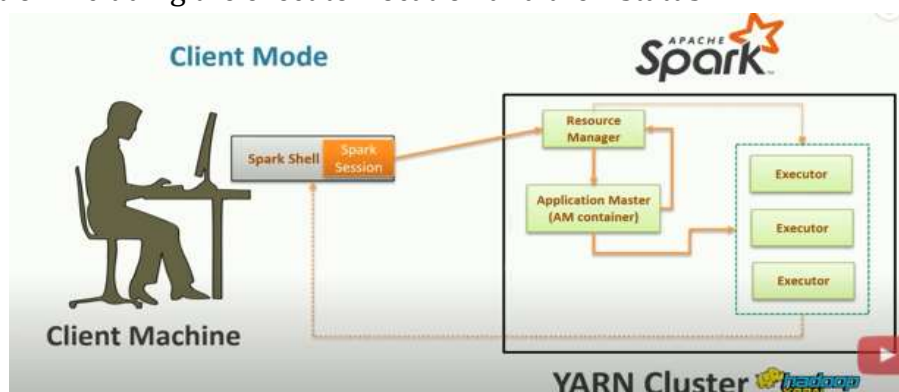 Client Mode
APACHE
Spark
Spark Shell
Spark
Session
Resource
Manager
Application Master
(AM container)
Executor
Executor
Executor
Client Machine
YARN Cluster
hadoop